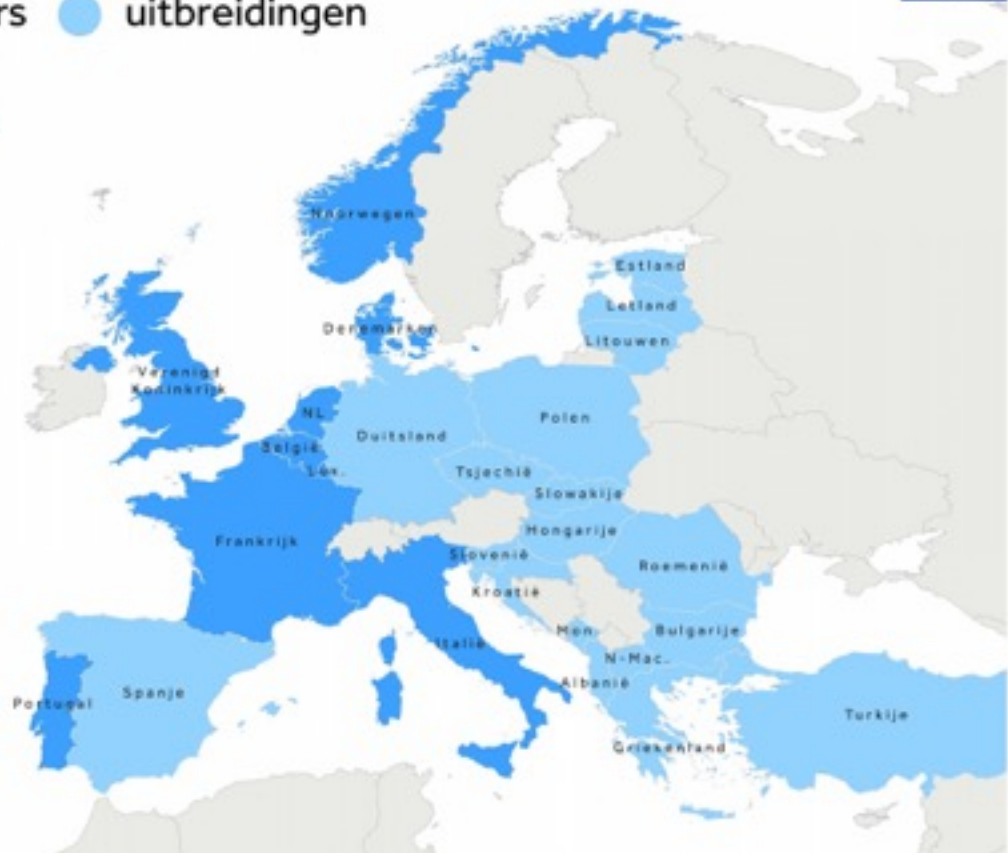 rs uitbreidingen
Noorwegen
Estland
Letland
Litouwen
Denemarken
Verenigd
Koninkrijk
NL
België
Lux.
Duitsland
Polen
Tsjechië
Slowakije
Hongarije
Frankrijk
Slovenië
Roemenië
Kroatië
Mon.
Bulgarije
Italië
N-Mac.
Albanië
Portugal
Spanje
Turkije
Griekenland